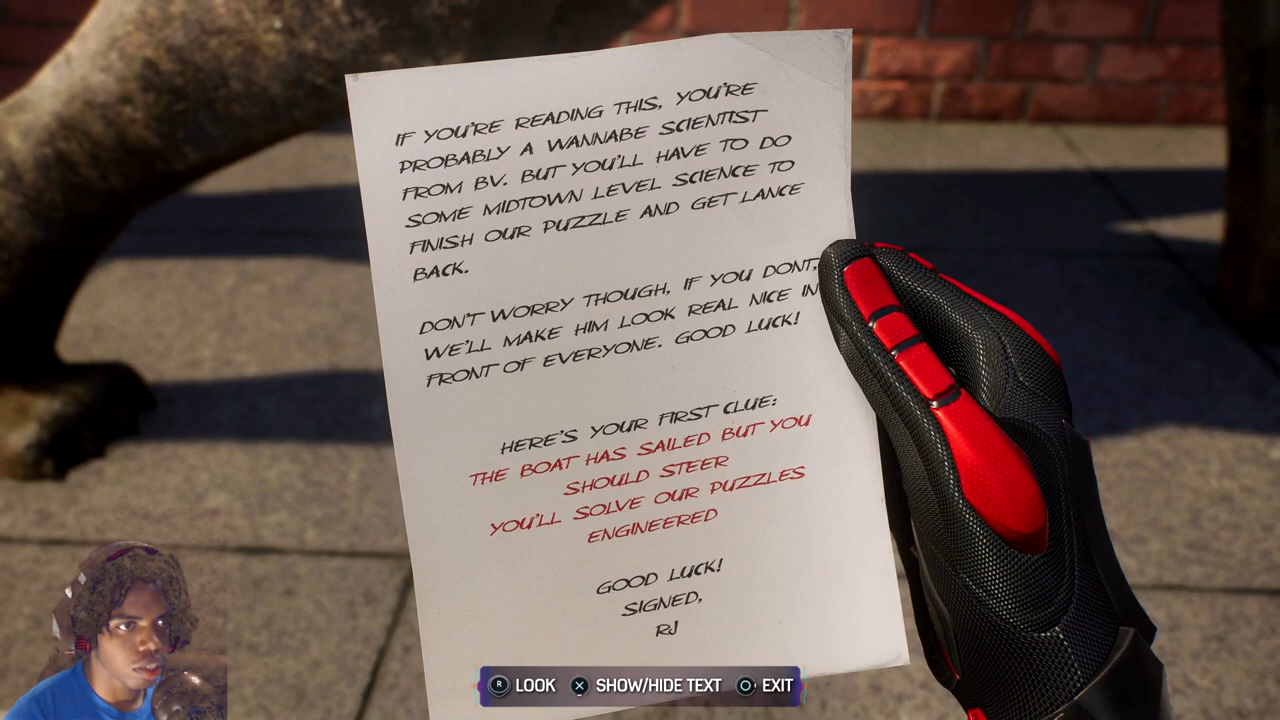 IF YOU'RE READING THIS, YOU'RE
PROBABLY A WANNABE SCIENTIST
FROM BV. BUT YOU'LL HAVE TO DO
SOME MIDTOWN LEVEL SCIENCE TO
FINISH OUR PUZZLE AND GET LANCE
BACK.
DON'T WORRY THOUGH, IF YOU DONT,
WE'LL MAKE HIM LOOK REAL NICE IN
FRONT OF EVERYONE. GOOD LUCK!
HERE'S YOUR FIRST CLUE:
THE BOAT HAS SAILED BUT YOU
SHOULD STEER
YOU'LL SOLVE OUR PUZZLES
ENGINEERED
GOOD LUCK!
SIGNED,
RJ
R LOOK X SHOW/HIDE TEXT O EXIT